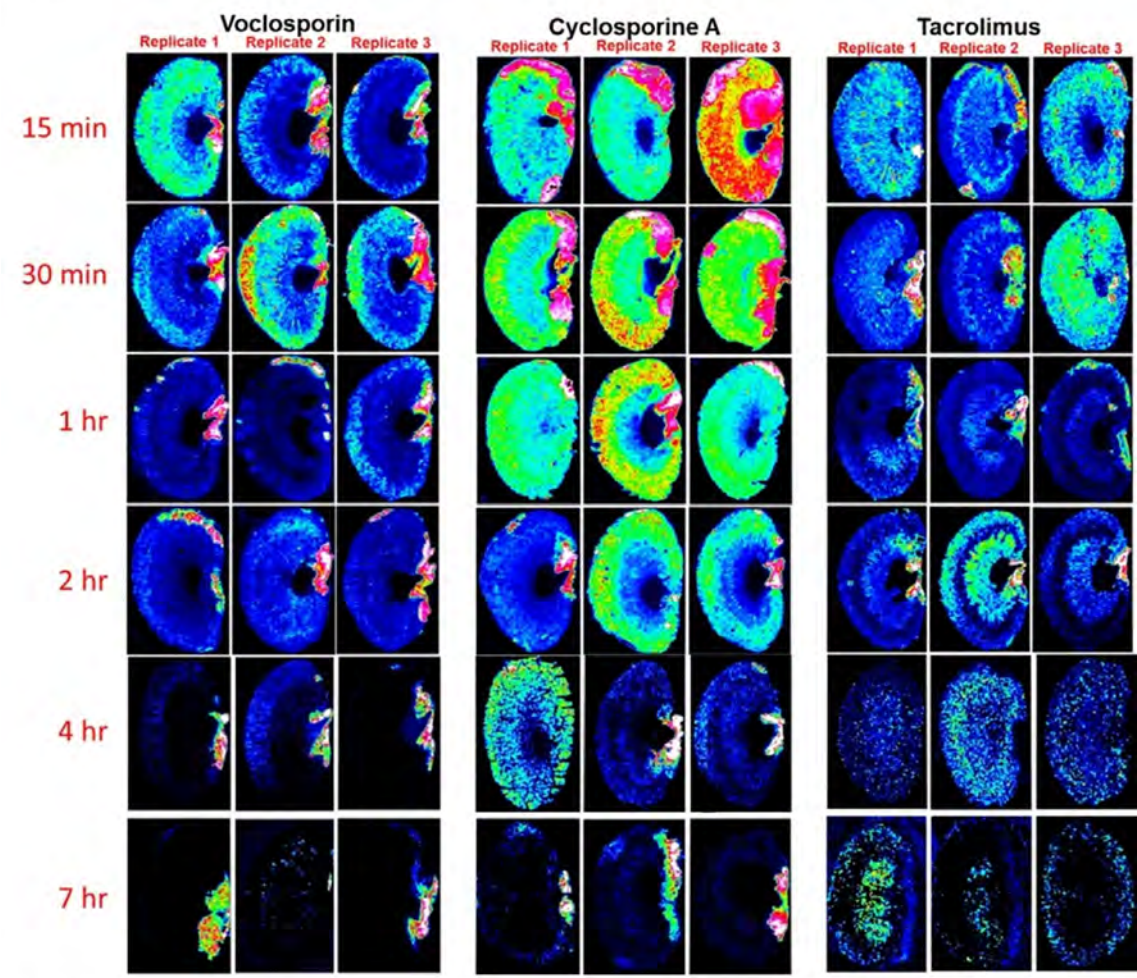 Voclosporin Cyclosporine A Tacrolimus
Replicate 1 Replicate 2 Replicate 3 Replicate 1 Replicate 2 Replicate 3 Replicate 1 Replicate 2 Replicate 3
15 min
30 min
1 hr
2 hr
4 hr
7 hr